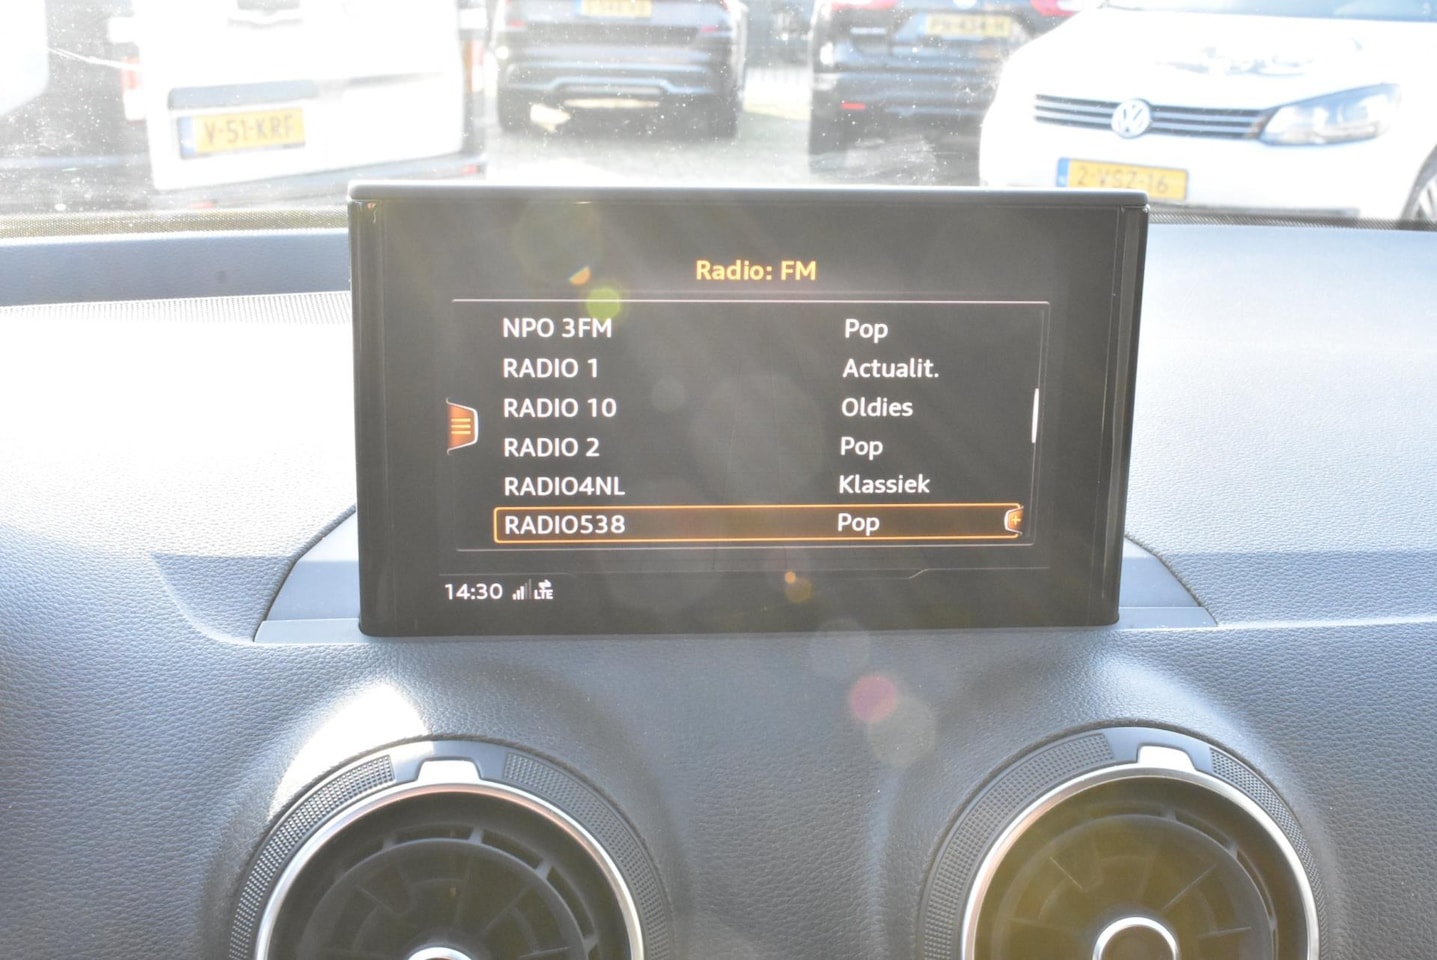 V-51-KRF
2-VSZ-16
Radio: FM
NPO 3FM Pop
RADIO 1 Actualit.
RADIO 10 Oldies
RADIO 2 Pop
RADIO4NL Klassiek
RADIO538 Pop
14:30 LTE